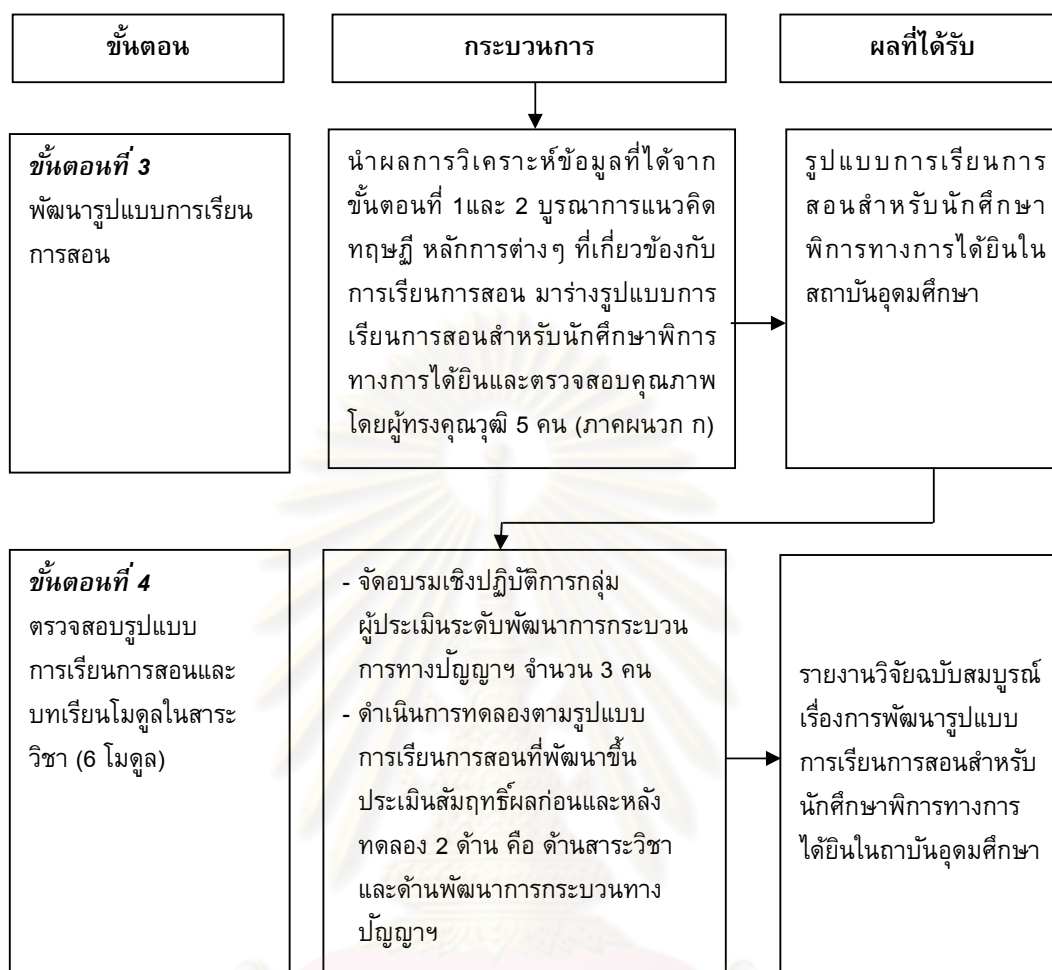 ขั้นตอน
กระบวนการ
ผลที่ได้รับ
ขั้นตอนที่ 3
พัฒนารูปแบบการเรียน
การสอน
นำผลการวิเคราะห์ข้อมูลที่ได้จาก
ขั้นตอนที่ 1และ 2 บูรณาการแนวคิด
ทฤษฏี หลักการต่างๆ ที่เกี่ยวข้องกับ
การเรียนการสอน มาร่างรูปแบบการ
เรียนการสอนสำหรับนักศึกษาพิการ
ทางการได้ยินและตรวจสอบคุณภาพ
โดยผู้ทรงคุณวุฒิ 5 คน (ภาคผนวก ก)
รูปแบบการเรียนการ
สอนสำหรับนักศึกษา
พิการทางการได้ยินใน
สถาบันอุดมศึกษา
ขั้นตอนที่ 4
ตรวจสอบรูปแบบ
การเรียนการสอนและ
บทเรียนโมดูลในสาระ
วิชา (6 โมดูล)
- จัดอบรมเชิงปฏิบัติการกลุ่ม
ผู้ประเมินระดับพัฒนาการกระบวน
การทางปัญญาฯ จำนวน 3 คน
- ดำเนินการทดลองตามรูปแบบ
การเรียนการสอนที่พัฒนาขึ้น
ประเมินสัมฤทธิ์ผลก่อนและหลัง
ทดลอง 2 ด้าน คือ ด้านสาระวิชา
และด้านพัฒนาการกระบวนทาง
ปัญญาฯ
รายงานวิจัยฉบับสมบูรณ์
เรื่องการพัฒนารูปแบบ
การเรียนการสอนสำหรับ
นักศึกษาพิการทางการ
ได้ยินในถาบันอุดมศึกษา